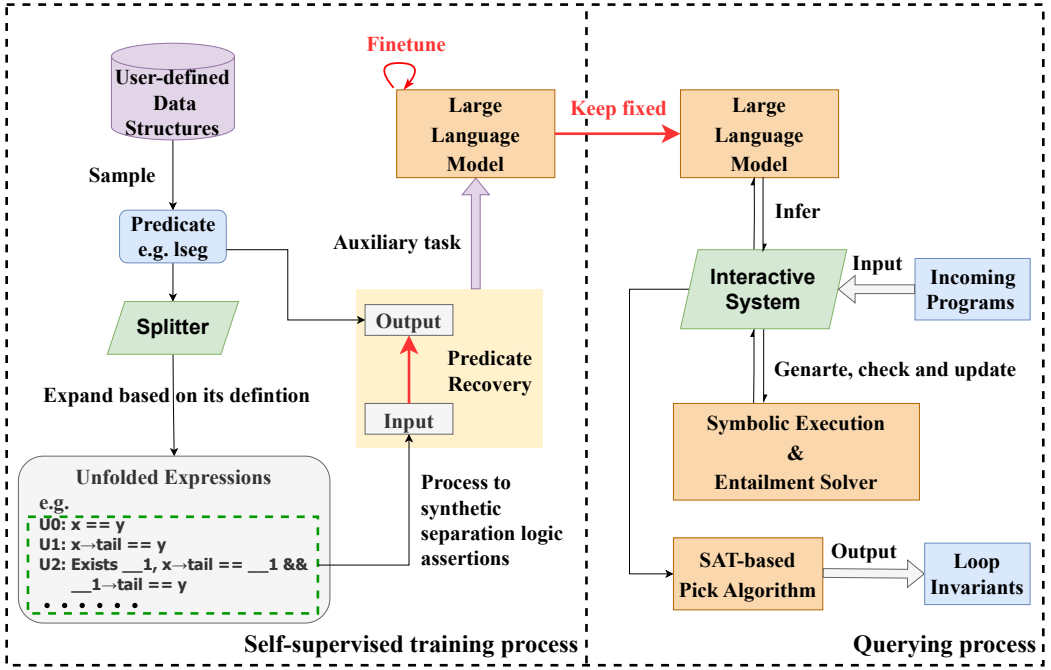 User-defined
Data
Structures
Sample
Predicate
e.g. lseg
Splitter
Expand based on its defintion
Unfolded Expressions
e.g.
U0: x == y
U1: x→tail == y
U2: Exists __1, x→tail == __1 &&
__1→tail == y
• • • • • •
Finetune
Large
Language
Model
Auxiliary task
Output
Predicate
Recovery
Input
Process to
synthetic
separation logic
assertions
Self-supervised training process
Keep fixed
Large
Language
Model
Infer
Interactive
System
Input
Incoming
Programs
Genarte, check and update
Symbolic Execution
&
Entailment Solver
SAT-based
Pick Algorithm
Output
Loop
Invariants
Querying process